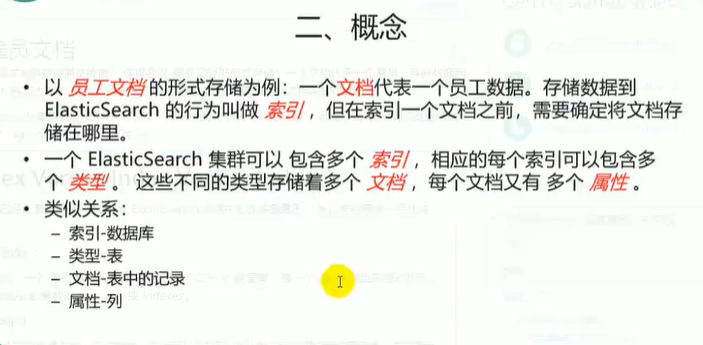 二、概念
• 以 员工文档 的形式存储为例：一个文档代表一个员工数据。存储数据到
ElasticSearch 的行为叫做 索引 ，但在索引一个文档之前，需要确定将文档存
储在哪里。
• 一个 ElasticSearch 集群可以 包含多个 索引 ，相应的每个索引可以包含多
个 类型 。 这些不同的类型存储着多个 文档 ，每个文档又有 多个 属性 。
• 类似关系：
– 索引-数据库
– 类型-表
– 文档-表中的记录
– 属性-列